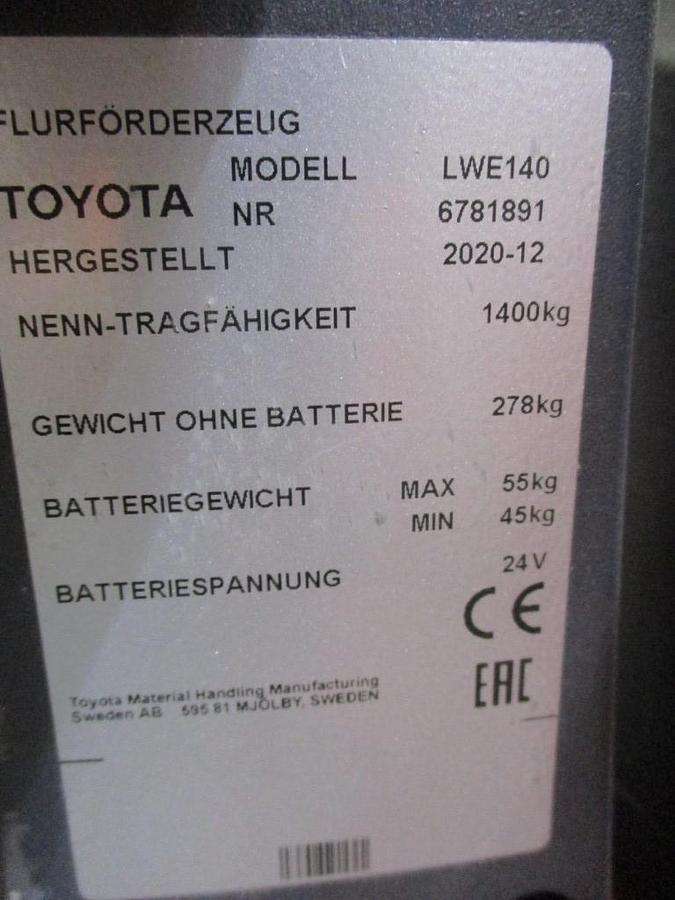 FLURFÖRDERZEUG
MODELL LWE140
TOYOTA
NR 6781891
HERGESTELLT 2020-12
NENN-TRAGFÄHIGKEIT 1400kg
GEWICHT OHNE BATTERIE 278kg
BATTERIEGEWICHT MAX 55kg
MIN 45kg
BATTERIESPANNUNG 24V
CE
Toyota Material Handling Manufacturing
Sweden AB 595 81 MJÖLBY, SWEDEN
EAC